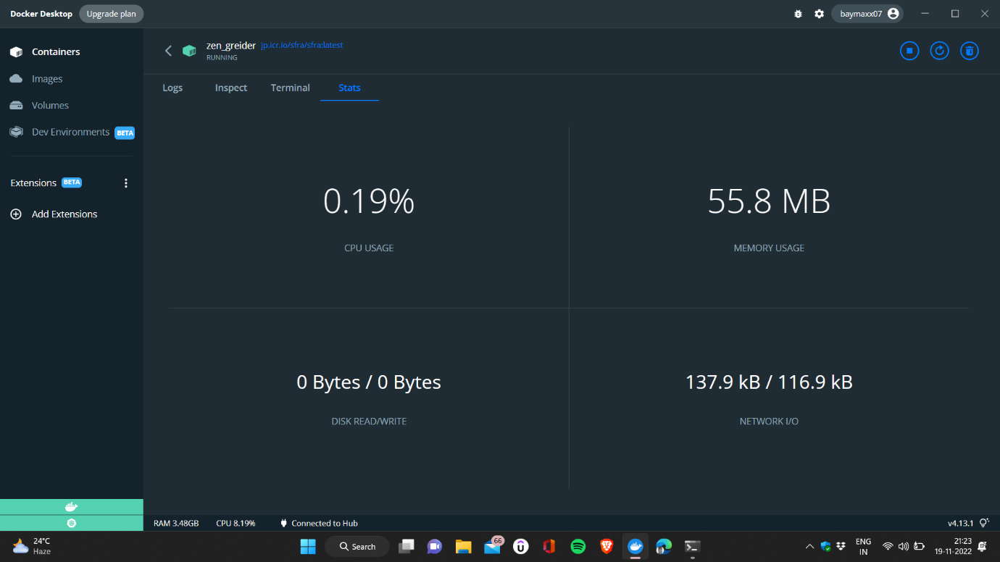 Docker Desktop Upgrade plan baymaxx07
Containers
Images
Volumes
Dev Environments BETA
Extensions BETA
Add Extensions
zen_greider jp.icr.io/sfra/sfra:latest
RUNNING
Logs Inspect Terminal Stats
0.19%
CPU USAGE
55.8 MB
MEMORY USAGE
0 Bytes / 0 Bytes
DISK READ/WRITE
137.9 kB / 116.9 kB
NETWORK I/O
RAM 3.48GB CPU 8.19% Connected to Hub v4.13.1
24°C
Haze
Search
66
ENG
IN
21:23
19-11-2022